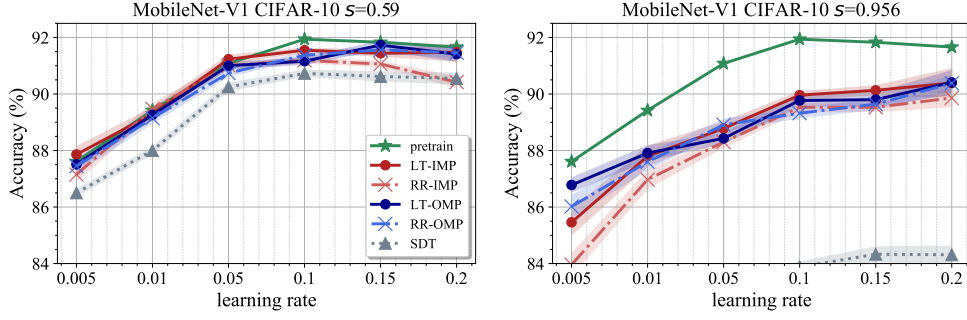 MobileNet-V1 CIFAR-10 s=0.59
Accuracy (%)
92
90
88
86
84
pretrain
LT-IMP
RR-IMP
LT-OMP
RR-OMP
SDT
0.005 0.01 0.05 0.1 0.15 0.2
learning rate
MobileNet-V1 CIFAR-10 s=0.956
Accuracy (%)
92
90
88
86
84
0.005 0.01 0.05 0.1 0.15 0.2
learning rate